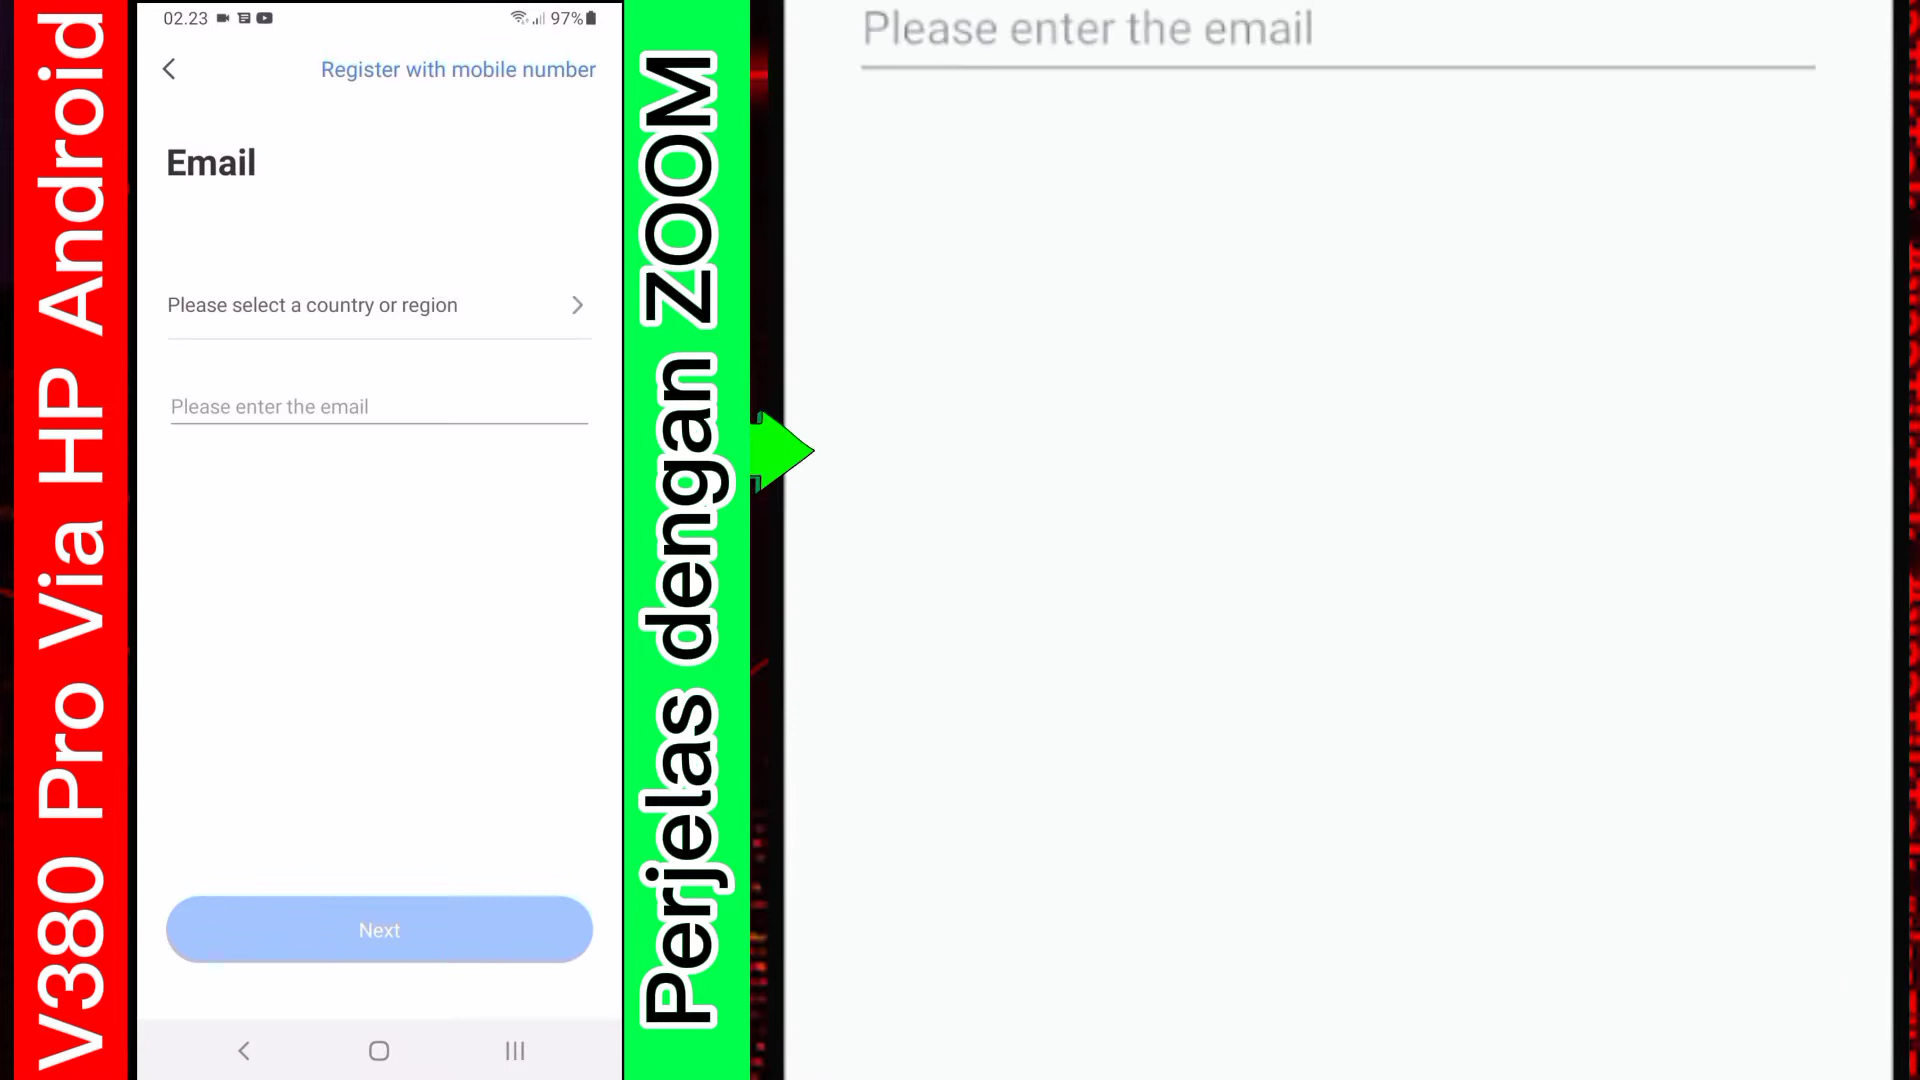 V380 Pro Via HP Android
02.23
97%
Register with mobile number
Email
Please select a country or region
Please enter the email
Next
Perjelas dengan ZOOM
Please enter the email